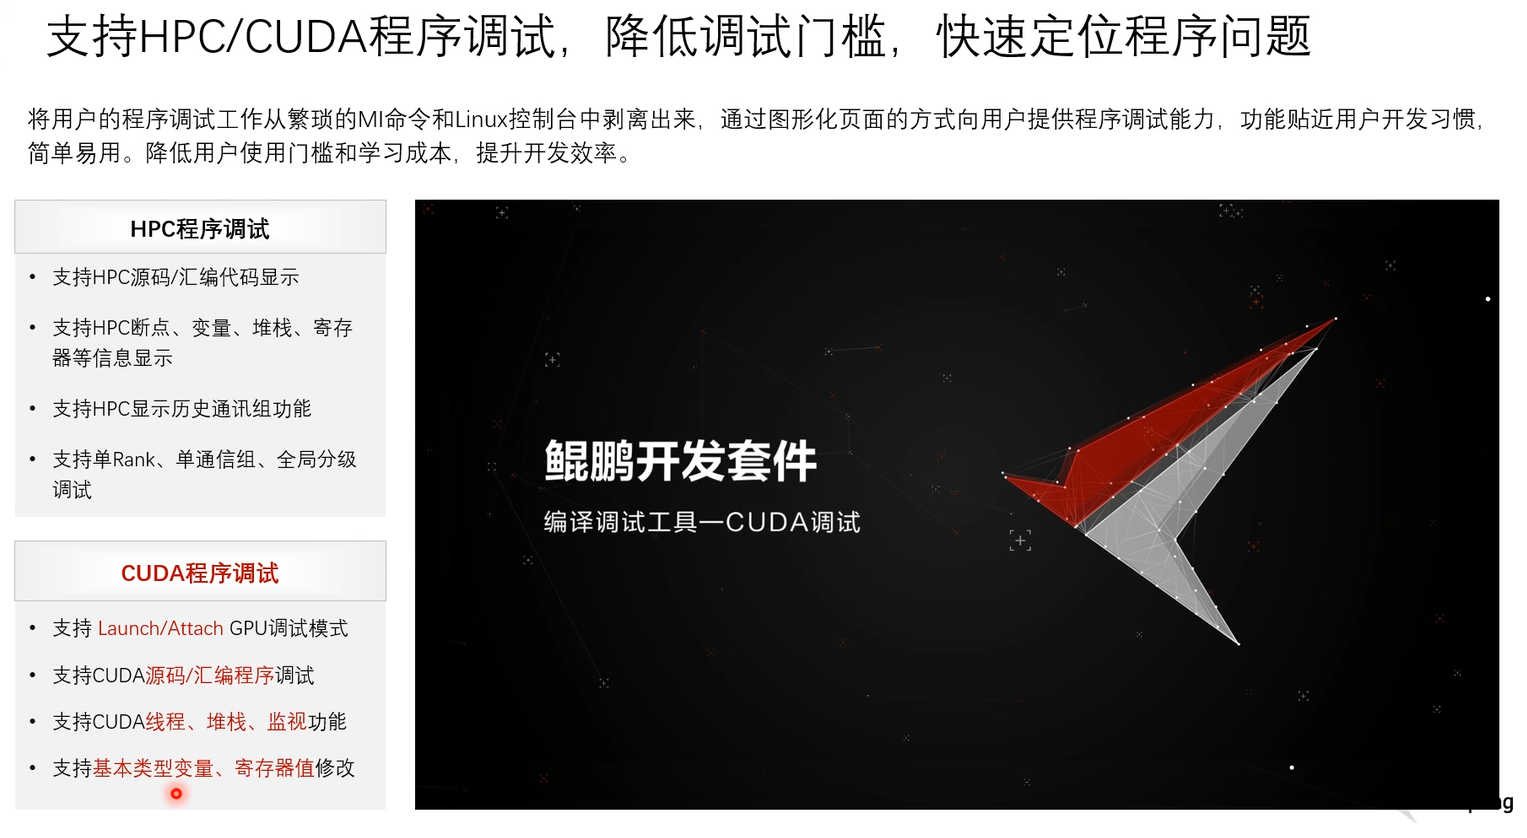 支持HPC/CUDA程序调试，降低调试门槛，快速定位程序问题
将用户的程序调试工作从繁琐的MI命令和Linux控制台中剥离出来，通过图形化页面的方式向用户提供程序调试能力，功能贴近用户开发习惯，
简单易用。降低用户使用门槛和学习成本，提升开发效率。
HPC程序调试
• 支持HPC源码/汇编代码显示
• 支持HPC断点、变量、堆栈、寄存
器等信息显示
• 支持HPC显示历史通讯组功能
• 支持单Rank、单通信组、全局分级
调试
CUDA程序调试
• 支持 Launch/Attach GPU调试模式
• 支持CUDA源码/汇编程序调试
• 支持CUDA线程、堆栈、监视功能
• 支持基本类型变量、寄存器值修改
鲲鹏开发套件
编译调试工具—CUDA调试